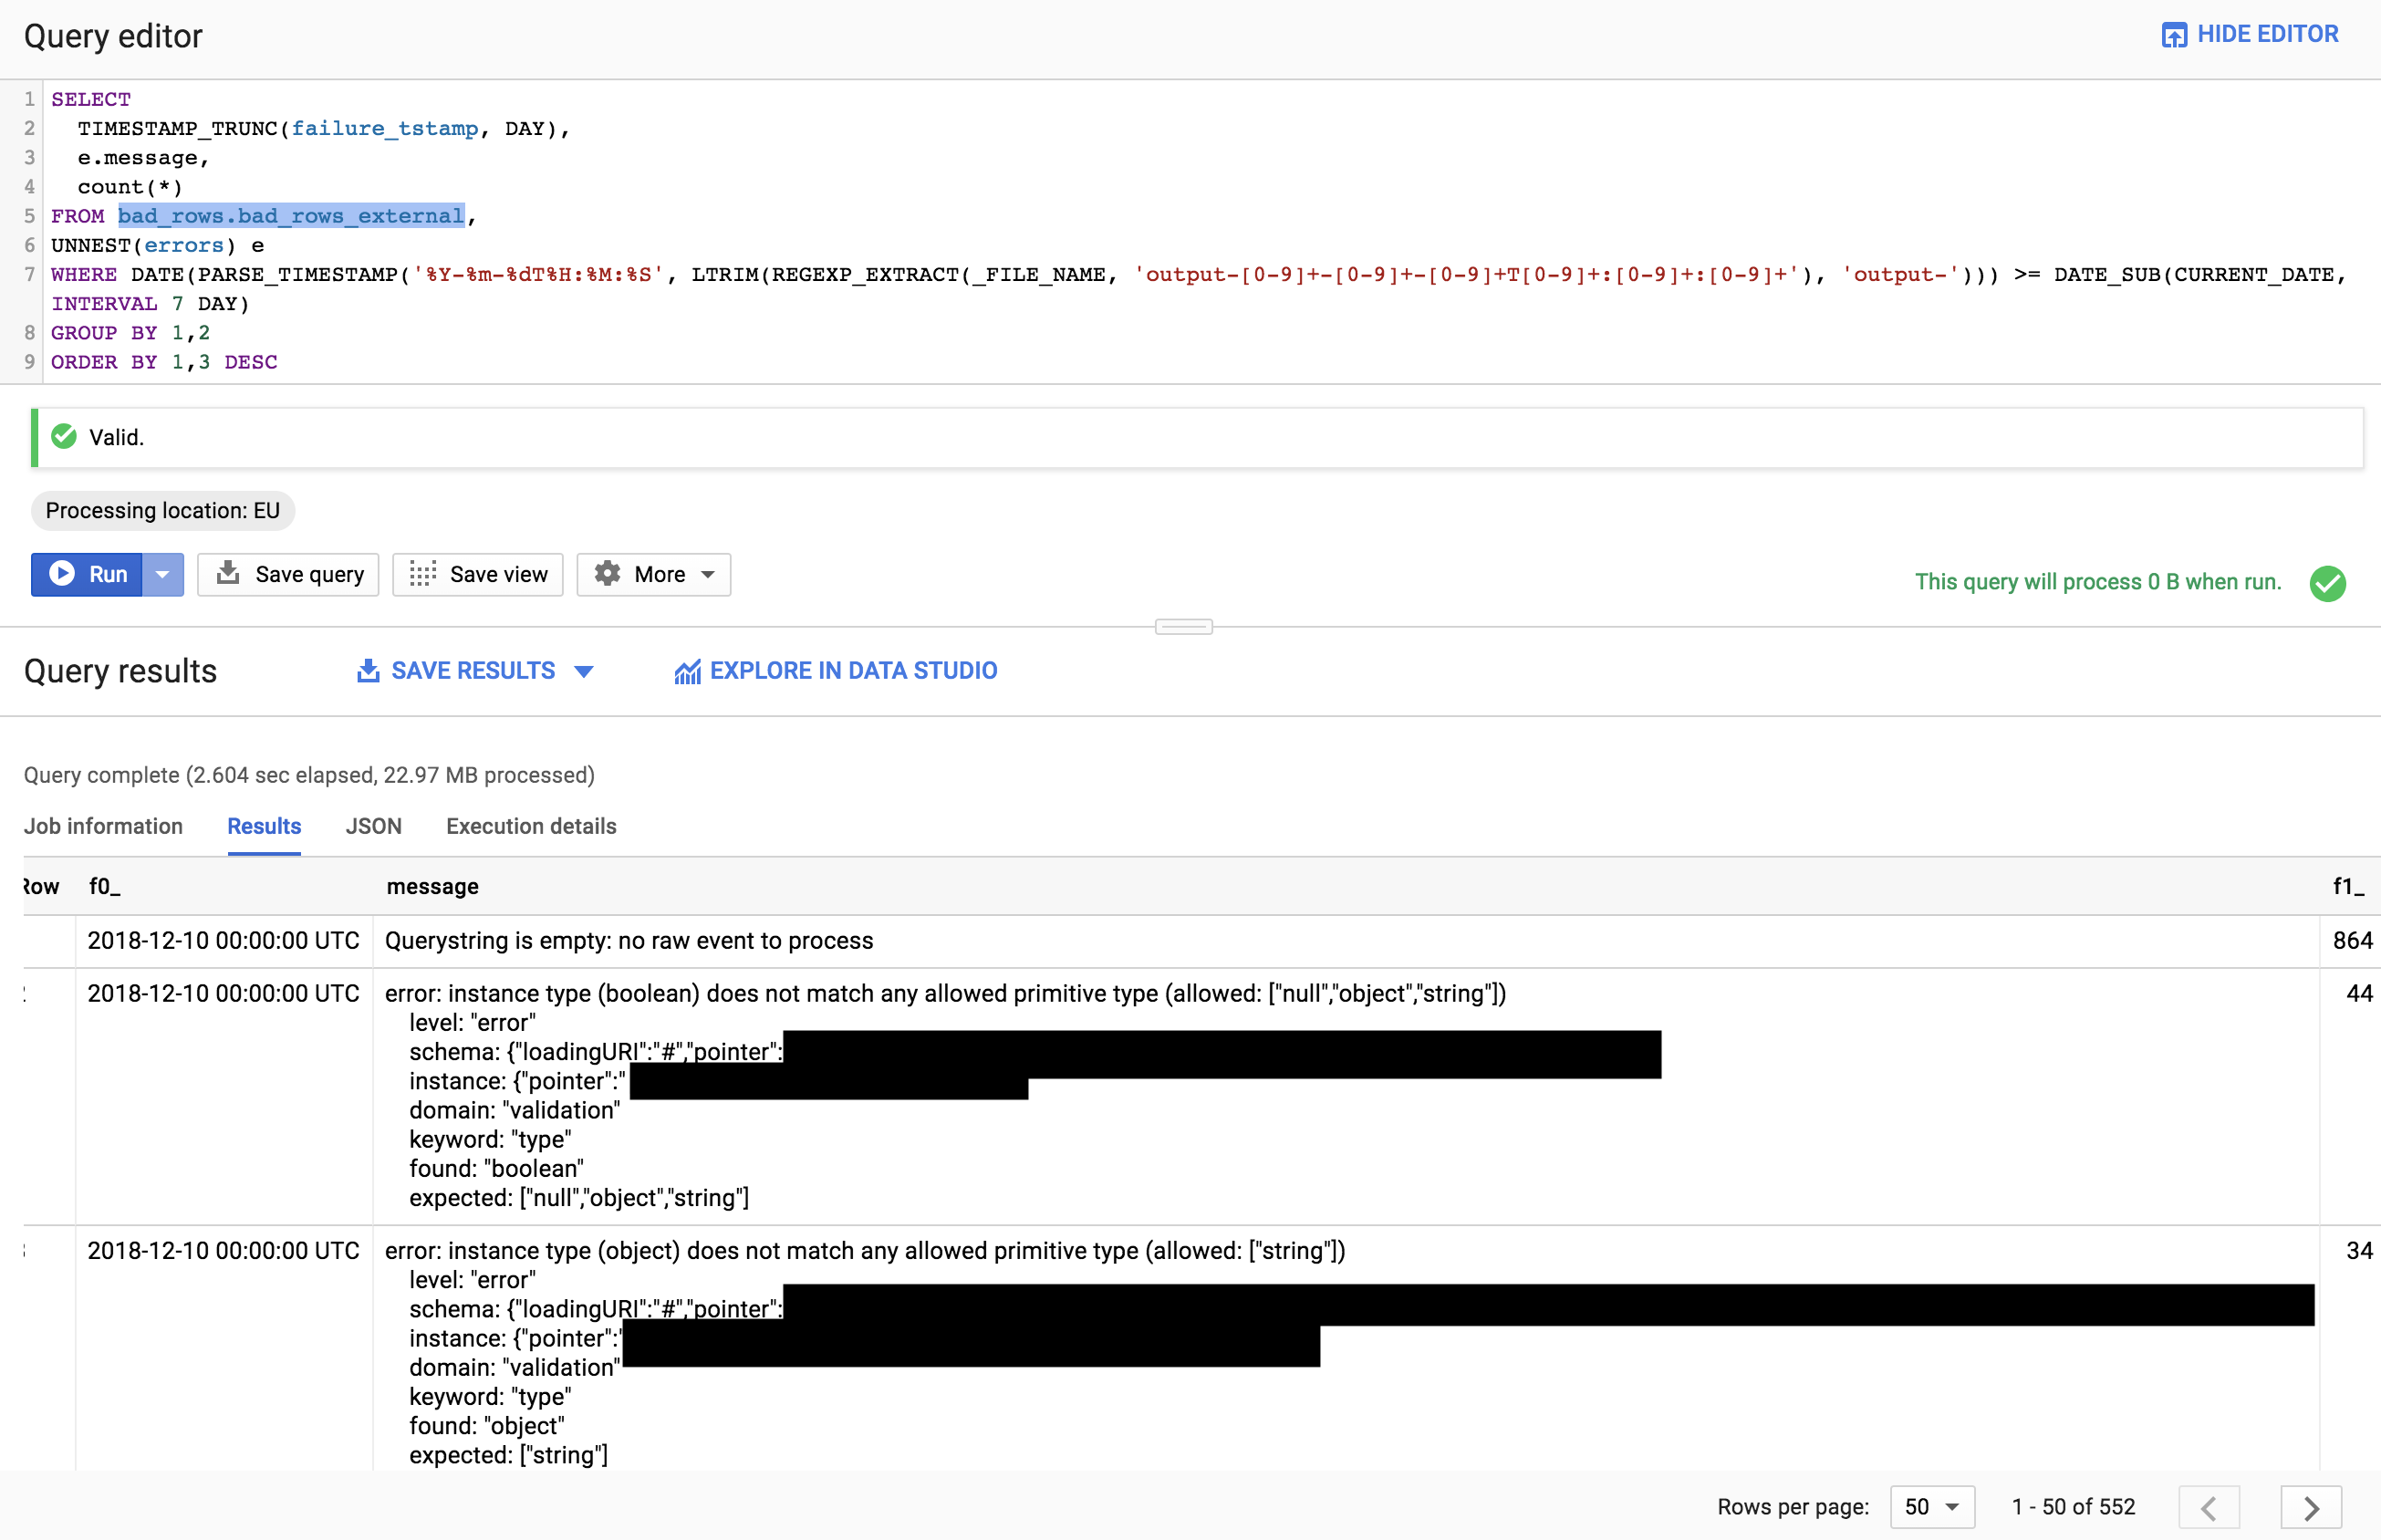 Query editor
HIDE EDITOR
1 SELECT
2 TIMESTAMP_TRUNC(failure_tstamp, DAY),
3 e.message,
4 count(*)
5 FROM bad_rows.bad_rows_external,
6 UNNEST(errors) e
7 WHERE DATE(PARSE_TIMESTAMP('%Y-%m-%dT%H:%M:%S', LTRIM(REGEXP_EXTRACT(_FILE_NAME, 'output-[0-9]+-[0-9]+-[0-9]+T[0-9]+:[0-9]+:[0-9]+'), 'output-'))) >= DATE_SUB(CURRENT_DATE,
INTERVAL 7 DAY)
8 GROUP BY 1,2
9 ORDER BY 1,3 DESC
Valid.
Processing location: EU
Run Save query Save view More
This query will process 0 B when run.
Query results SAVE RESULTS EXPLORE IN DATA STUDIO
Query complete (2.604 sec elapsed, 22.97 MB processed)
Job information Results JSON Execution details
Row f0_ message f1_
2018-12-10 00:00:00 UTC Querystring is empty: no raw event to process 864
2018-12-10 00:00:00 UTC error: instance type (boolean) does not match any allowed primitive type (allowed: ["null","object","string"]) 44
level: "error"
schema: {"loadingURI":"#","pointer":
instance: {"pointer":"
domain: "validation"
keyword: "type"
found: "boolean"
expected: ["null","object","string"]
2018-12-10 00:00:00 UTC error: instance type (object) does not match any allowed primitive type (allowed: ["string"]) 34
level: "error"
schema: {"loadingURI":"#","pointer":
instance: {"pointer":"
domain: "validation"
keyword: "type"
found: "object"
expected: ["string"]
Rows per page: 50 1 - 50 of 552